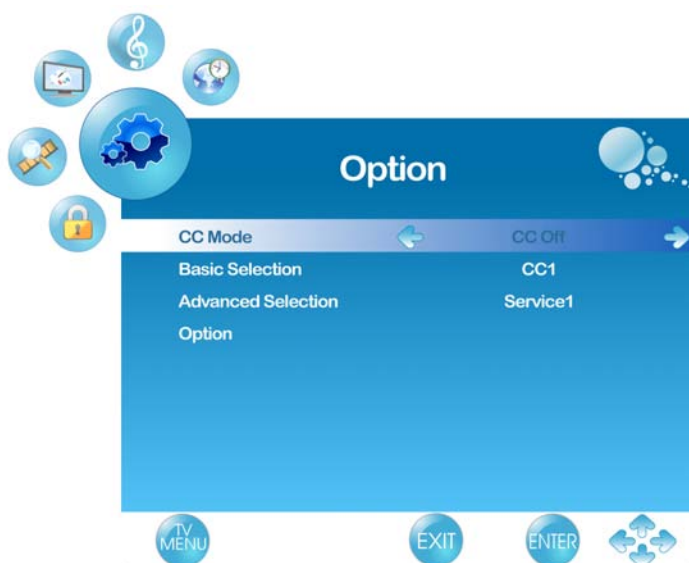 Option
CC Mode CC Off
Basic Selection CC1
Advanced Selection Service1
Option
TV
MENU
EXIT
ENTER